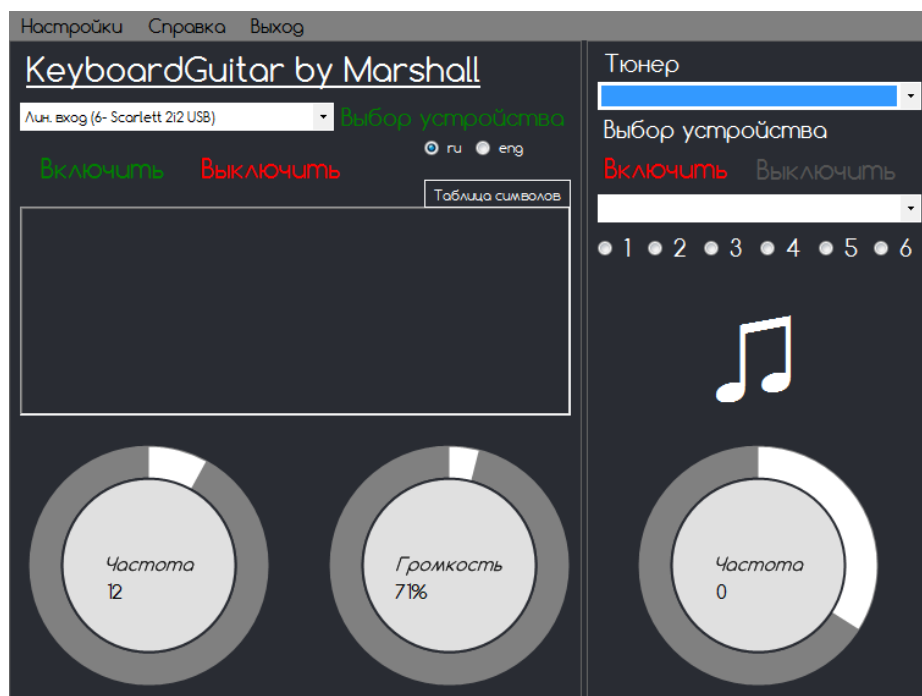 Настройки Справка Выход
KeyboardGuitar by Marshall
Лин. вход (6- Scarlett 2i2 USB) Выбор устройства
ru eng
Включить Выключить
Таблица символов
Частота
12
Громкость
71%
Тюнер
Выбор устройства
Включить Выключить
1 2 3 4 5 6
Частота
0